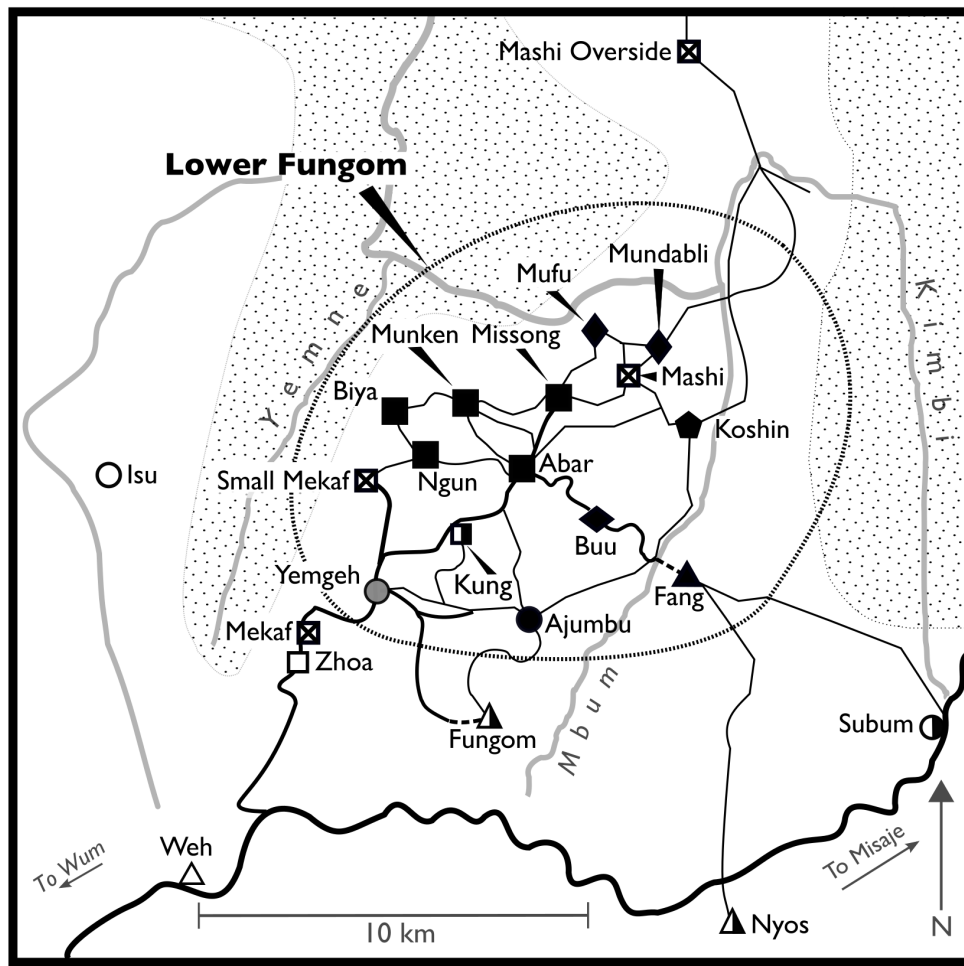 Mashi Overside
Lower Fungom
Mundabli
Mufu
Yemne
Kimbi
Munken
Missong
Mashi
Biya
Koshin
Isu
Small Mekaf
Ngun
Abar
Buu
Yemgeh
Kung
Fang
Mekaf
Ajumbu
Zhoa
Mbum
Fungom
Subum
Weh
To Wum
To Misaje
10 km
Nyos
N